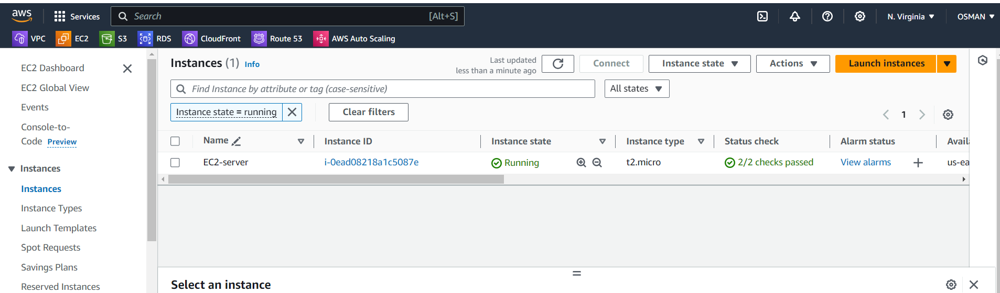 aws
Services
Search [Alt+S]
N. Virginia
OSMAN
VPC EC2 S3 RDS CloudFront Route 53 AWS Auto Scaling
EC2 Dashboard
EC2 Global View
Events
Console-to-
Code Preview
Instances
Instances
Instance Types
Launch Templates
Spot Requests
Savings Plans
Reserved Instances
Instances (1) Info
Last updated
less than a minute ago
Connect
Instance state
Actions
Launch instances
Find Instance by attribute or tag (case-sensitive)
All states
Instance state = running
Clear filters
1
Name Instance ID Instance state Instance type Status check Alarm status Avail
EC2-server i-0ead08218a1c5087e Running t2.micro 2/2 checks passed View alarms us-ea
Select an instance